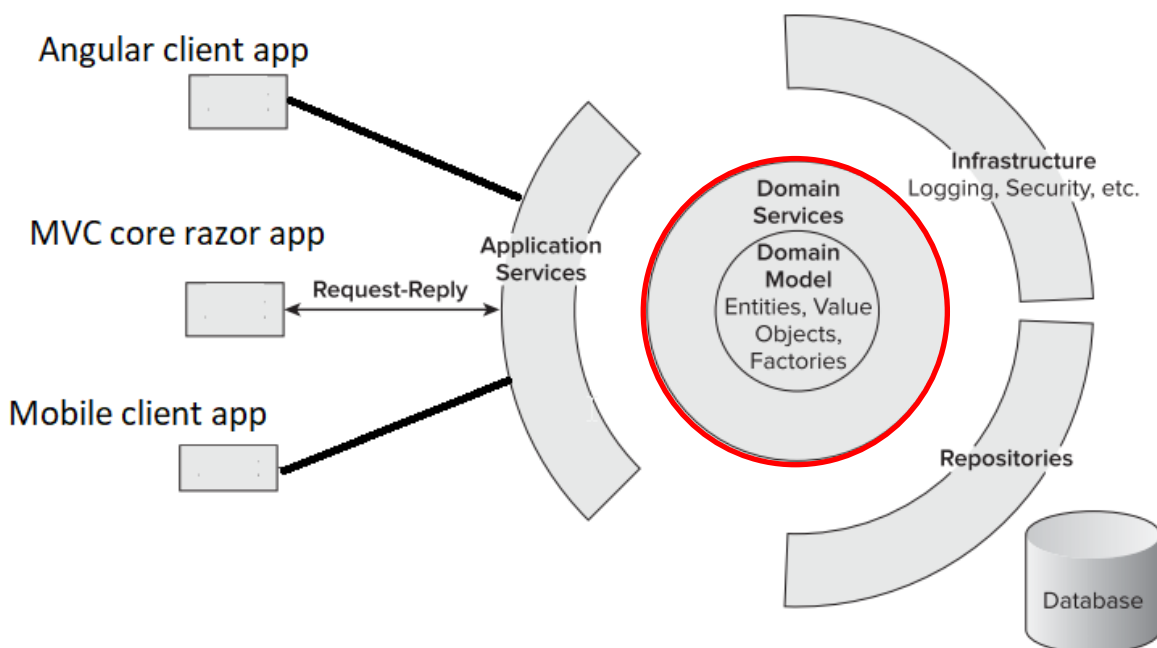 Angular client app
MVC core razor app
Request-Reply
Mobile client app
Application
Services
Domain
Services
Domain
Model
Entities, Value
Objects,
Factories
Infrastructure
Logging, Security, etc.
Repositories
Database